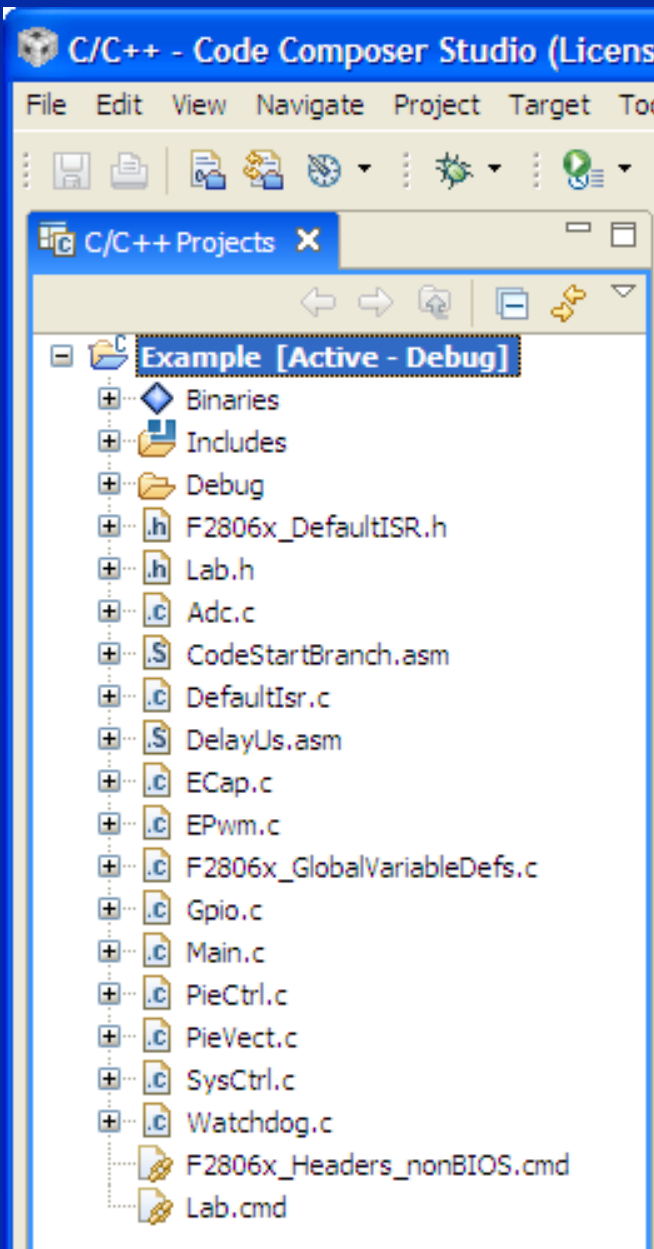 C/C++ - Code Composer Studio (Licens
File Edit View Navigate Project Target Too
C/C++ Projects
Example [Active - Debug]
Binaries
Includes
Debug
F2806x_DefaultISR.h
Lab.h
Adc.c
CodeStartBranch.asm
DefaultIsr.c
DelayUs.asm
ECap.c
EPwm.c
F2806x_GlobalVariableDefs.c
Gpio.c
Main.c
PieCtrl.c
PieVect.c
SysCtrl.c
Watchdog.c
F2806x_Headers_nonBIOS.cmd
Lab.cmd